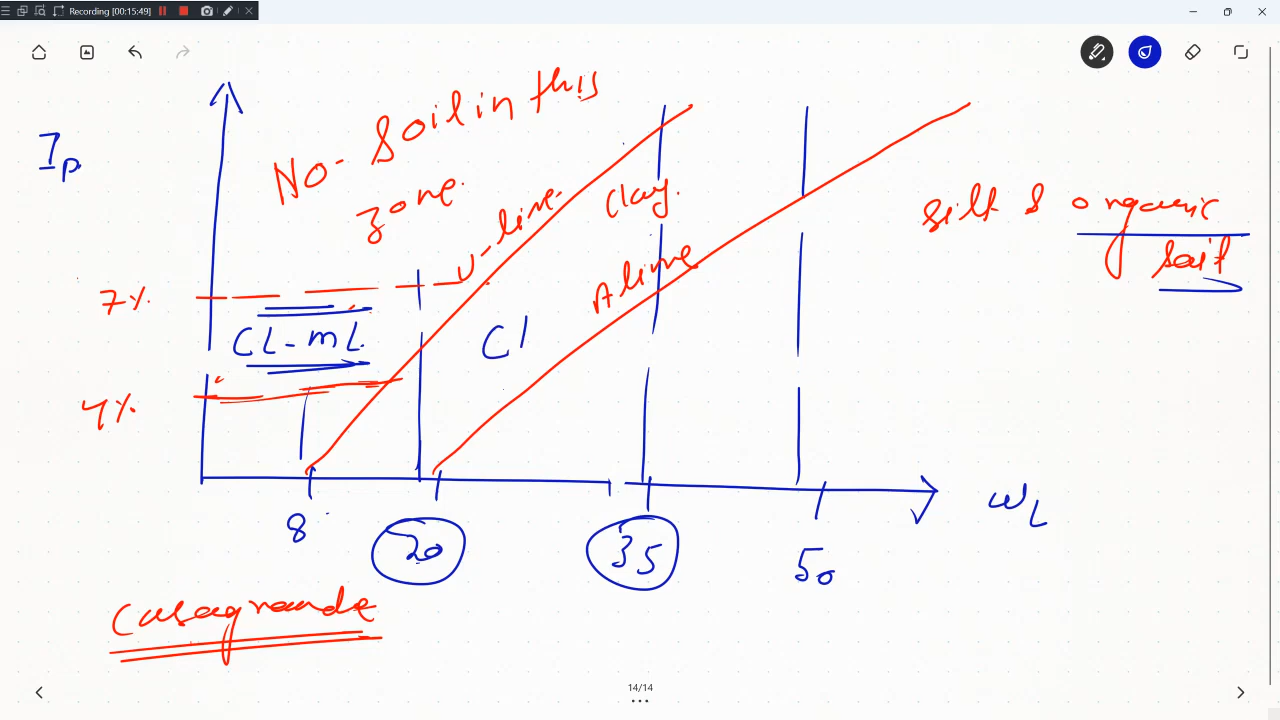 Recording [00:15:49]
No- Soil in this
zone.
Ip
U-line.
Clay.
A line
silt & organic
soil
7%.
CL-mL
CI
4%.
8
20
35
50
wL
Casagrande
14/14